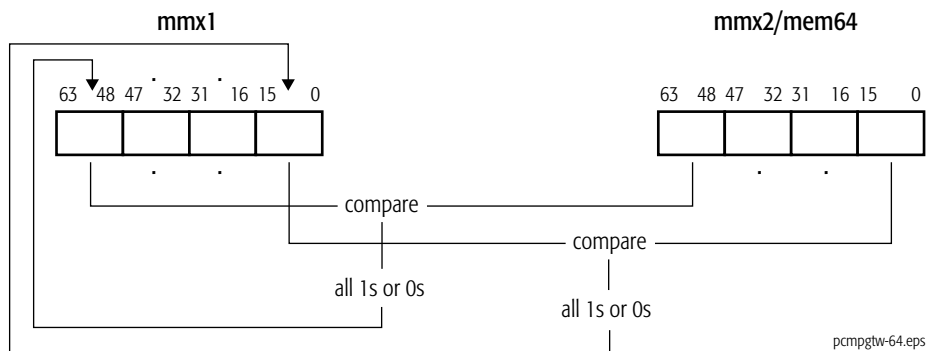 mmx1 mmx2/mem64
. .
63 48 47 32 31 16 15 0 63 48 47 32 31 16 15 0
. . . .
compare
compare
all 1s or 0s
all 1s or 0s
pcmpgtw-64.eps